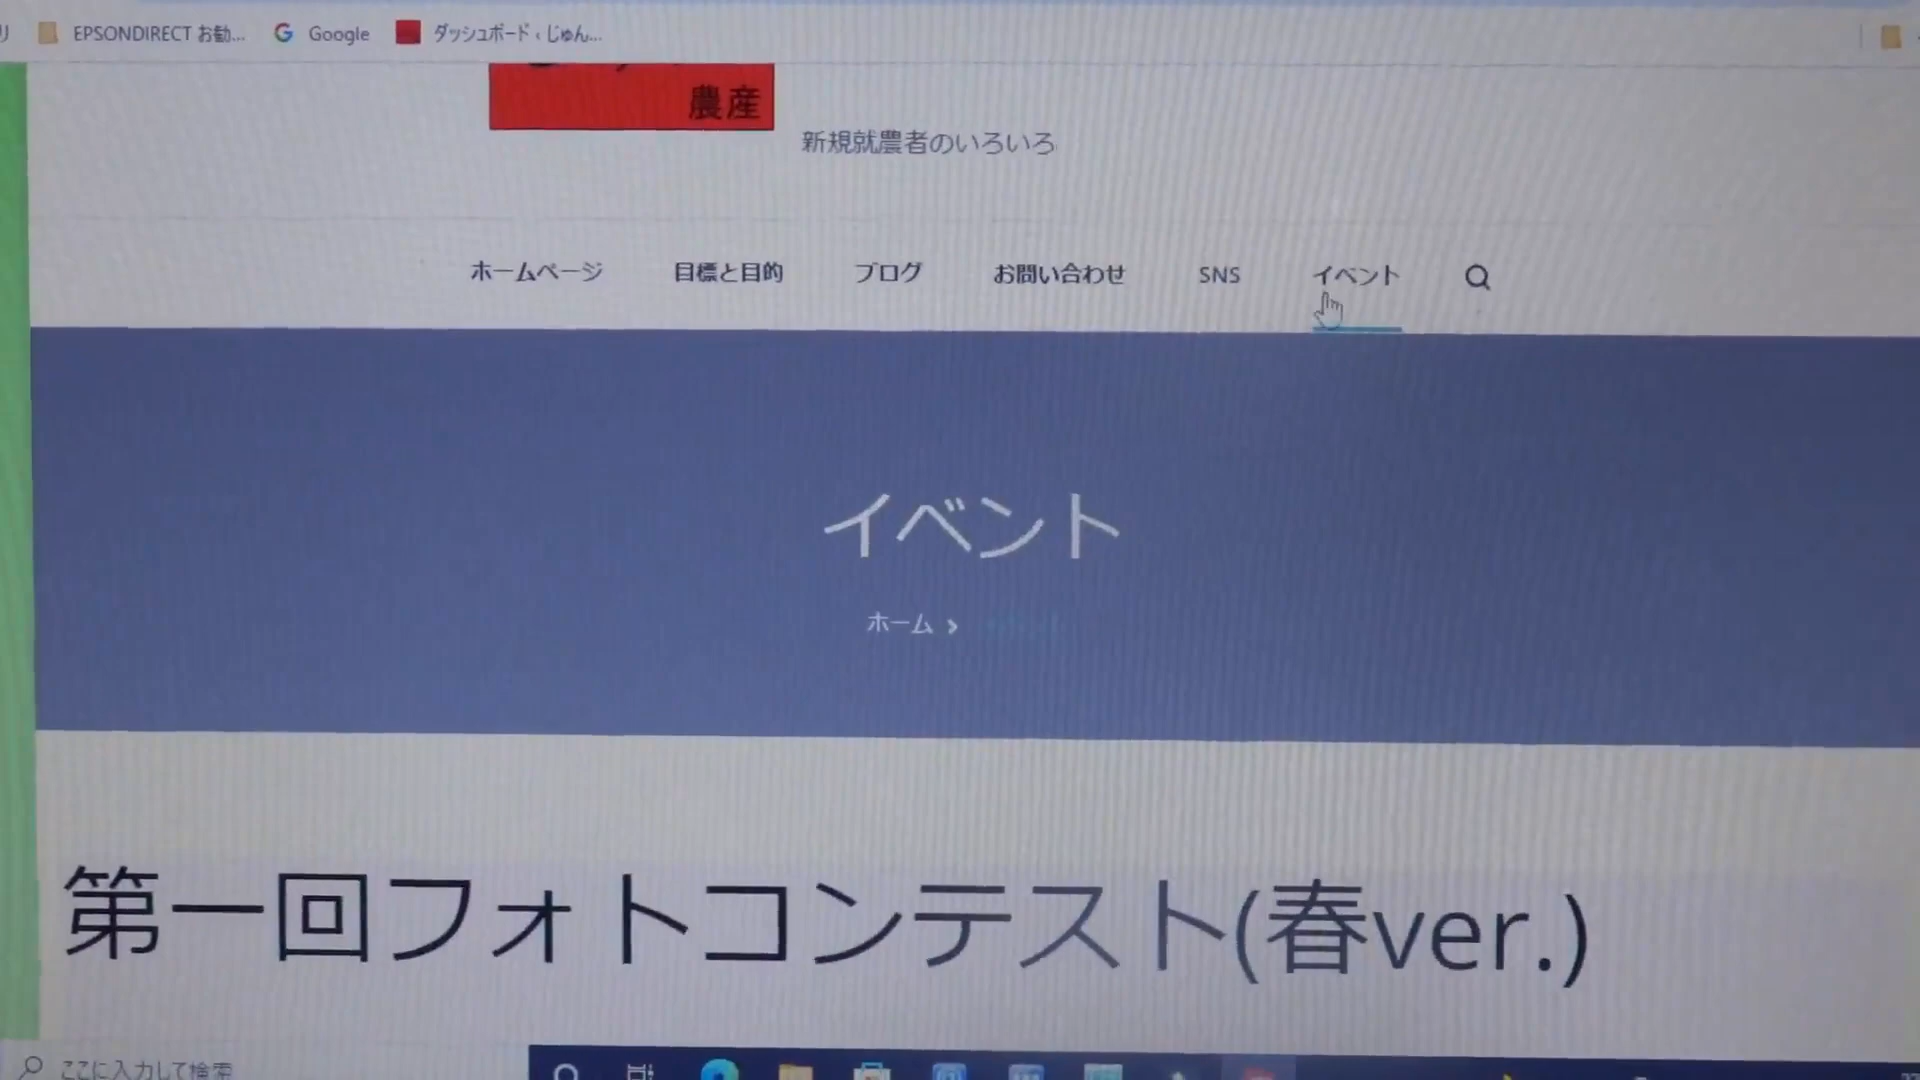 EPSONDIRECT お勧... Google ダッシュボード ‹ じゅん...
農産
新規就農者のいろいろ
ホームページ 目標と目的 ブログ お問い合わせ SNS イベント
イベント
ホーム ›
第一回フォトコンテスト(春ver.)
ここに入力して検索